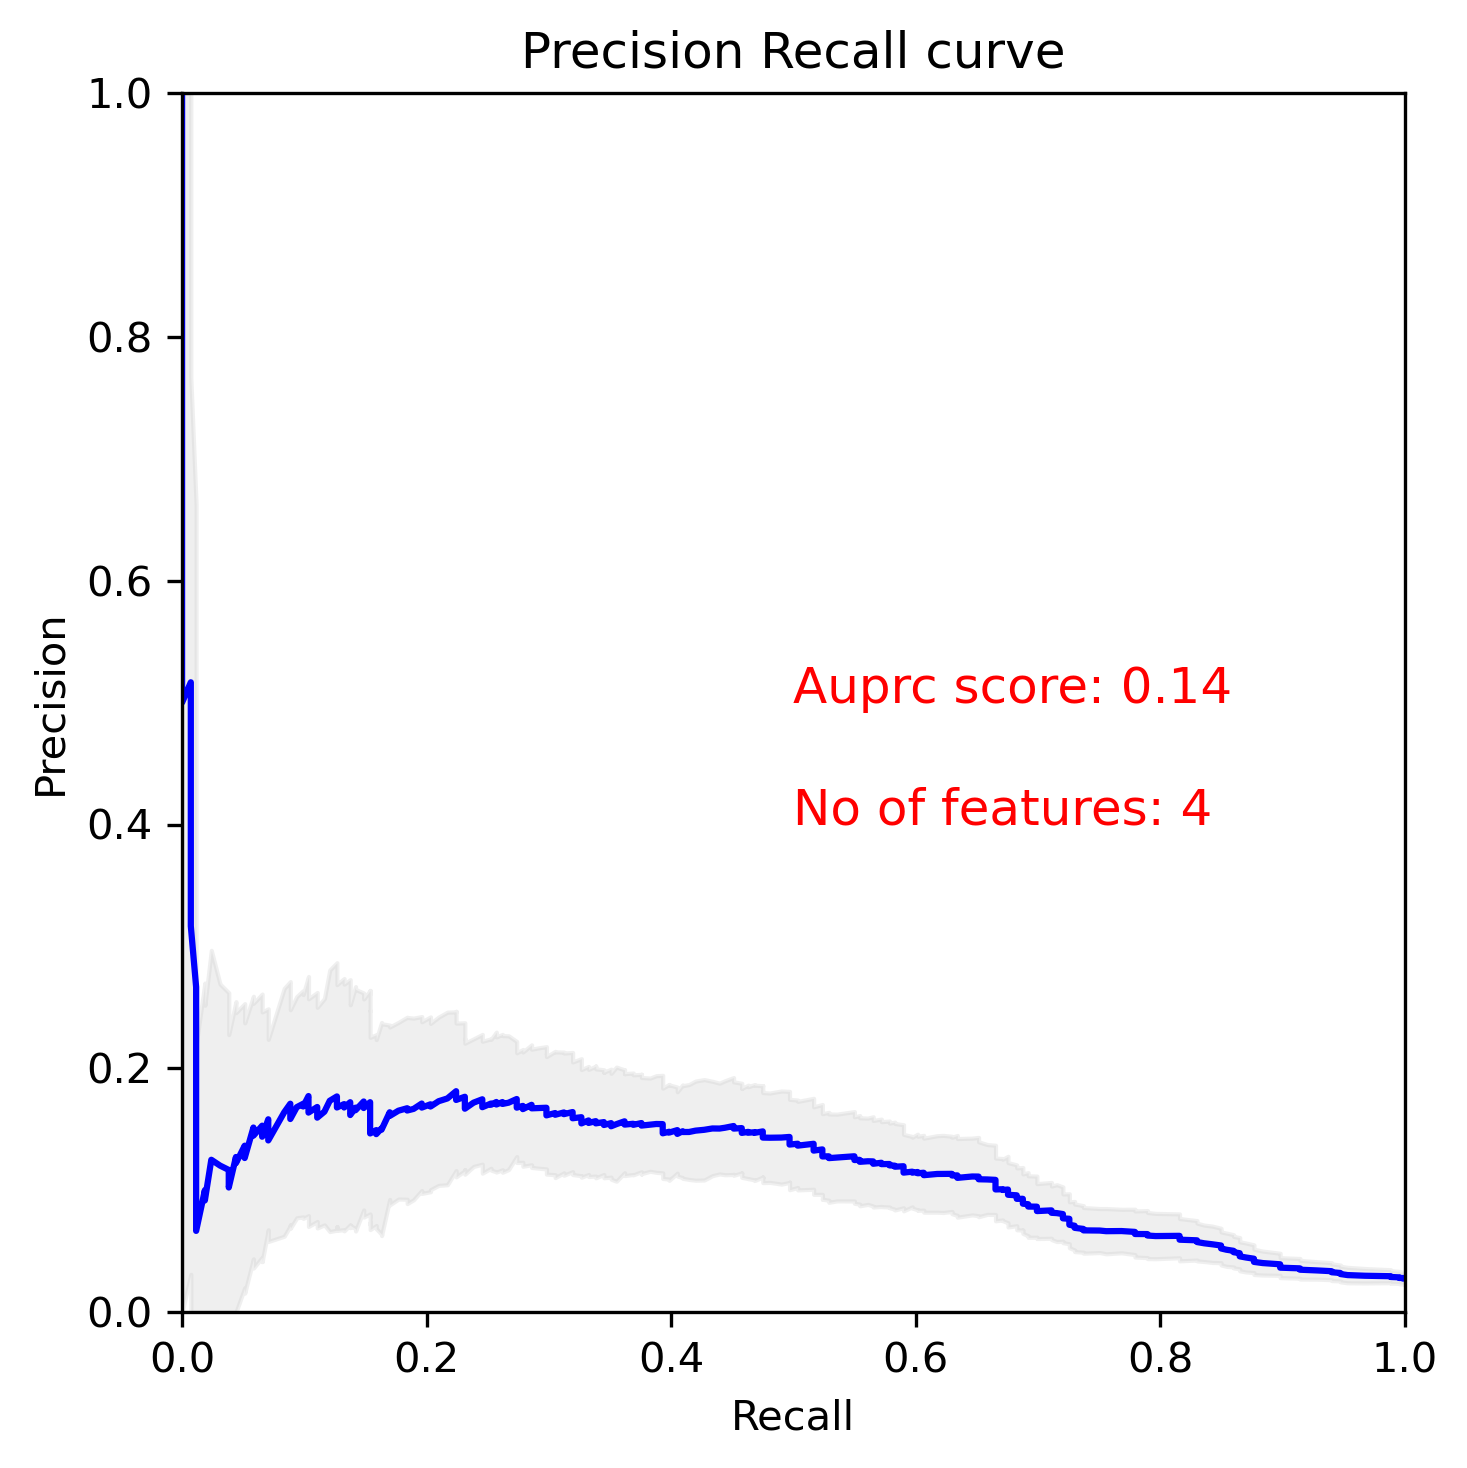 Precision Recall curve
1.0
0.8
0.6
0.4
0.2
0.0
Precision
Auprc score: 0.14
No of features: 4
0.0 0.2 0.4 0.6 0.8 1.0
Recall